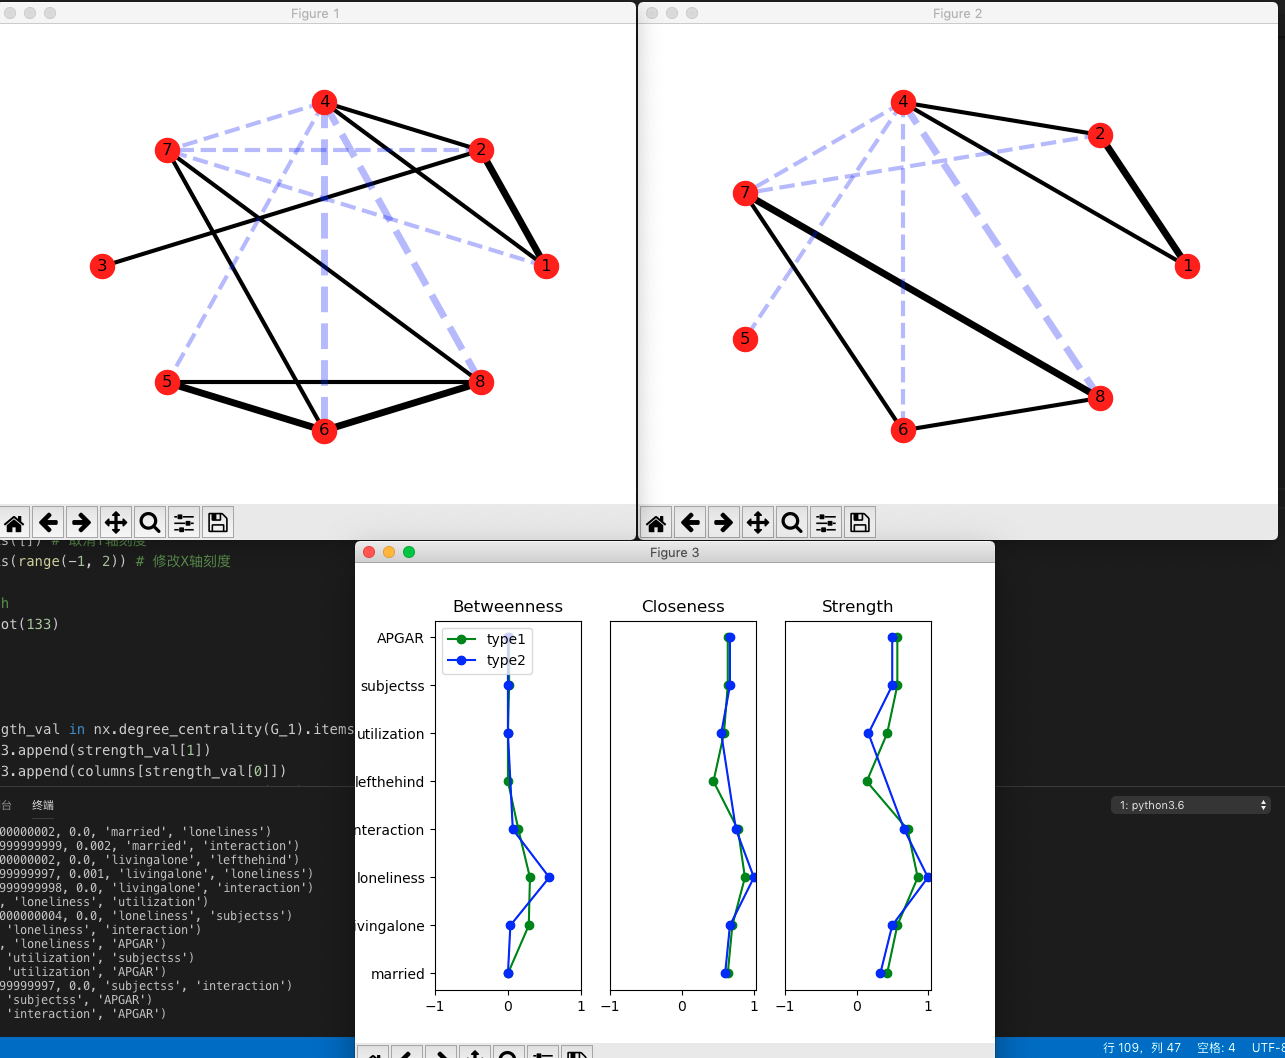 Figure 1
4
7
2
3
1
5
8
6
Figure 2
4
2
7
1
5
8
6
s([]) # 取消Y轴刻度
s(range(-1, 2)) # 修改X轴刻度
h
ot(133)
gth_val in nx.degree_centrality(G_1).items
3.append(strength_val[1])
3.append(columns[strength_val[0]])
台 终端
1: python3.6
00000002, 0.0, 'married', 'loneliness')
999999999, 0.002, 'married', 'interaction')
00000002, 0.0, 'livingalone', 'lefthehind')
99999997, 0.001, 'livingalone', 'loneliness')
9999999998, 0.0, 'livingalone', 'interaction')
, 'loneliness', 'utilization')
000000004, 0.0, 'loneliness', 'subjectss')
'loneliness', 'interaction')
, 'loneliness', 'APGAR')
'utilization', 'subjectss')
'utilization', 'APGAR')
99999997, 0.0, 'subjectss', 'interaction')
'subjectss', 'APGAR')
'interaction', 'APGAR')
Figure 3
Betweenness
Closeness
Strength
type1
type2
APGAR
subjectss
utilization
lefthehind
nteraction
loneliness
ivingalone
married
−1 0 1
−1 0 1
−1 0 1
行 109，列 47 空格: 4 UTF-8